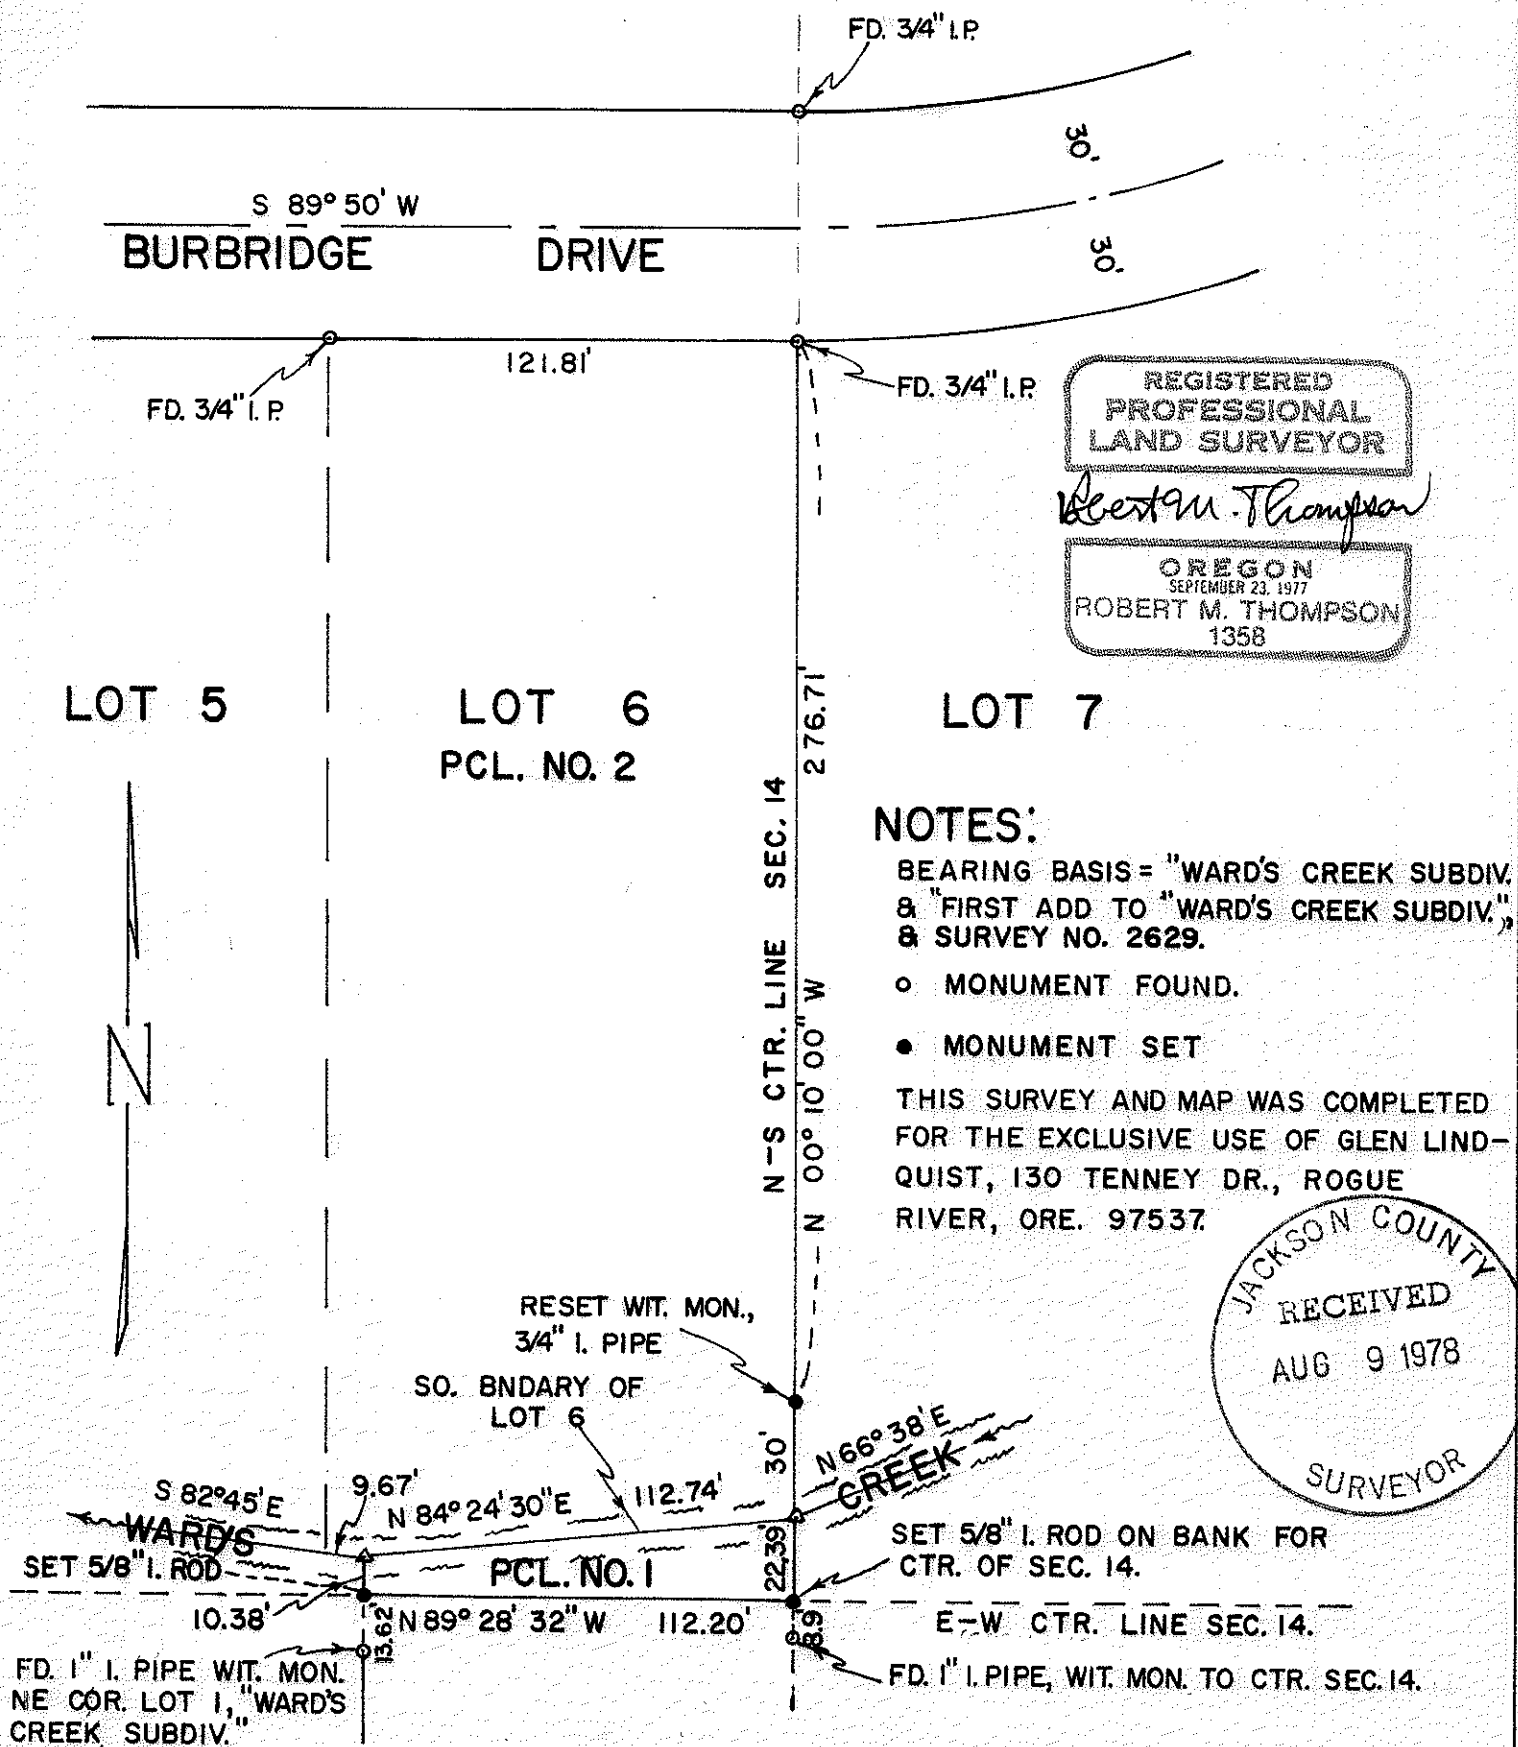 FD. 3/4" I.P.
30'
S 89° 50' W
BURBRIDGE DRIVE
30'
121.81'
FD. 3/4" I.P.
FD. 3/4" I.P.
REGISTERED
PROFESSIONAL
LAND SURVEYOR
Robert M. Thompson
OREGON
SEPTEMBER 23, 1977
ROBERT M. THOMPSON
1358
LOT 5
LOT 6
PCL. NO. 2
LOT 7
276.71'
N-S CTR. LINE SEC. 14
N 00° 10' 00" W
N
NOTES:
BEARING BASIS = "WARD'S CREEK SUBDIV.
& "FIRST ADD TO "WARD'S CREEK SUBDIV.",
& SURVEY NO. 2629.
MONUMENT FOUND.
MONUMENT SET
THIS SURVEY AND MAP WAS COMPLETED
FOR THE EXCLUSIVE USE OF GLEN LIND-
QUIST, 130 TENNEY DR., ROGUE
RIVER, ORE. 97537.
JACKSON COUNTY
RECEIVED
AUG 9 1978
SURVEYOR
RESET WIT. MON.,
3/4" I. PIPE
SO. BNDARY OF
LOT 6
30'
N 66° 38' E
CREEK
S 82° 45' E
9.67'
N 84° 24' 30" E
112.74'
WARD'S
SET 5/8" I. ROD
PCL. NO. 1
22.39'
SET 5/8" I. ROD ON BANK FOR
CTR. OF SEC. 14.
10.38'
13.62'
N 89° 28' 32" W 112.20'
8.9'
E-W CTR. LINE SEC. 14.
FD. 1" I. PIPE WIT. MON.
NE COR. LOT 1, "WARD'S
CREEK SUBDIV."
FD. 1" I. PIPE, WIT. MON. TO CTR. SEC. 14.